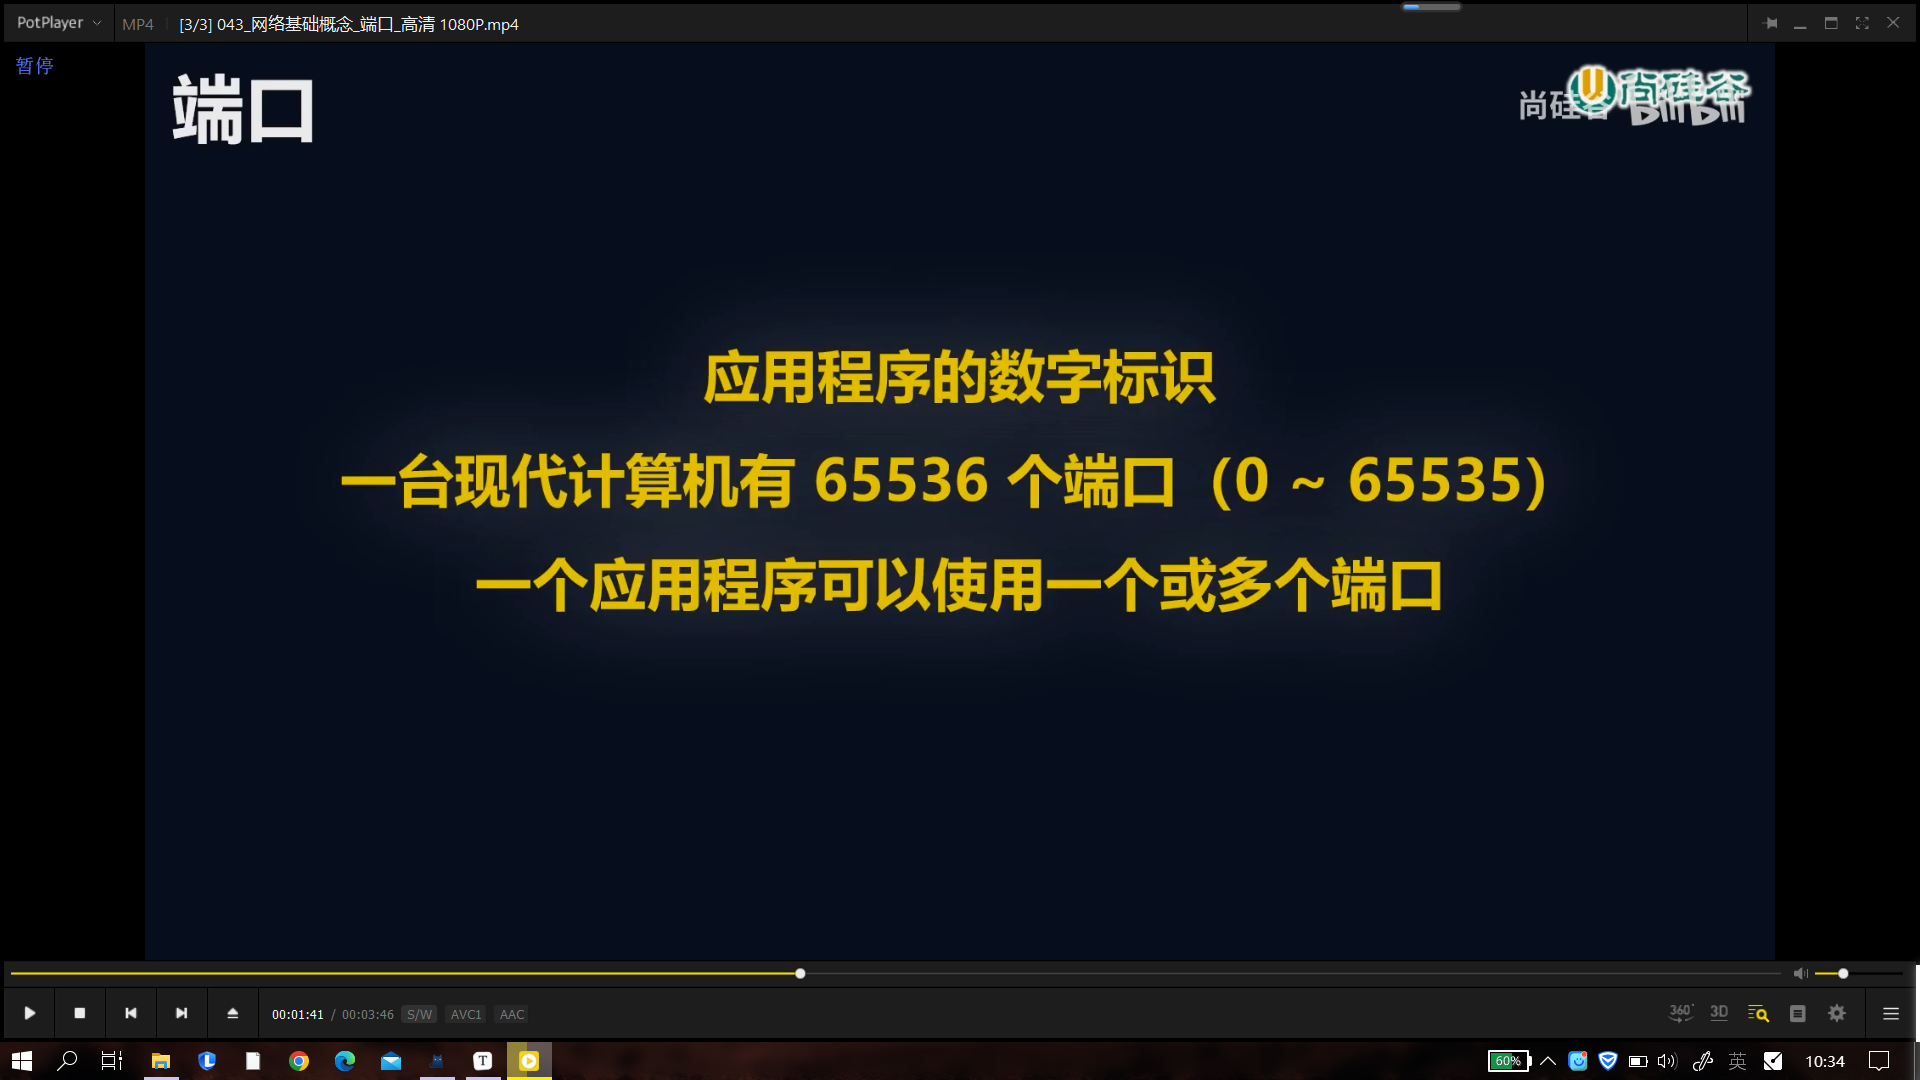 PotPlayer
MP4
[3/3] 043_网络基础概念_端口_高清 1080P.mp4
暂停
端口
尚硅谷
尚硅谷
bilibili
应用程序的数字标识
一台现代计算机有 65536 个端口（0 ~ 65535）
一个应用程序可以使用一个或多个端口
00:01:41 / 00:03:46 S/W AVC1 AAC
360°
3D
T
60%
英
10:34